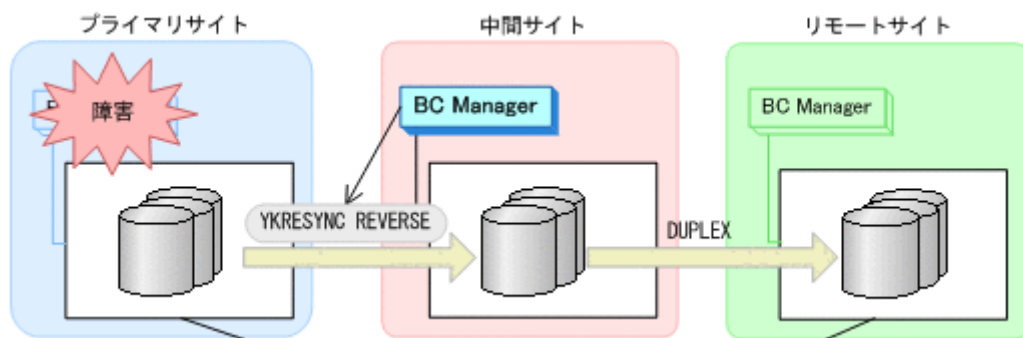 プライマリサイト
中間サイト
リモートサイト
障害
BC Manager
BC Manager
YKRESYNC REVERSE
DUPLEX